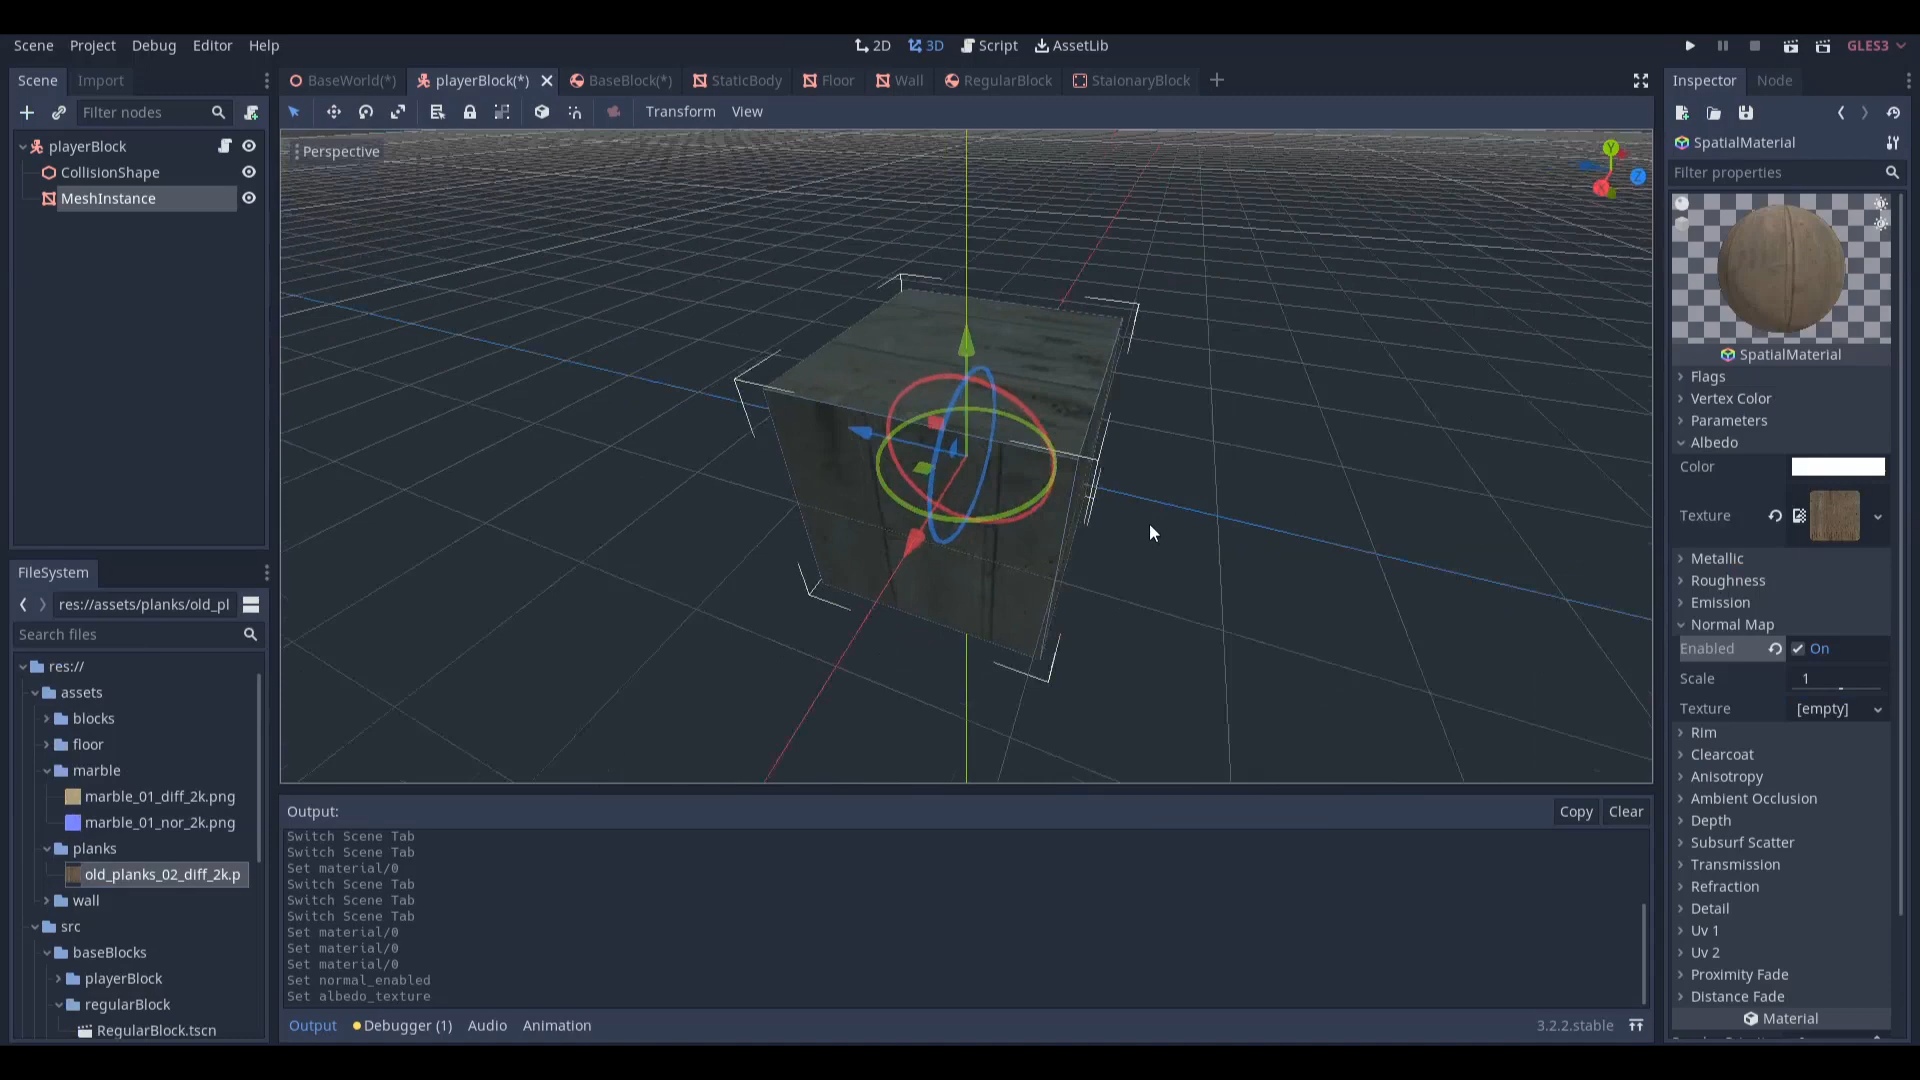 Scene Project Debug Editor Help
2D 3D Script AssetLib
GLES3
Scene Import
BaseWorld(*) playerBlock(*) BaseBlock(*) StaticBody Floor Wall RegularBlock StaionaryBlock
Inspector Node
Filter nodes
Transform View
SpatialMaterial
Filter properties
playerBlock
CollisionShape
MeshInstance
Perspective
Y
Z
X
SpatialMaterial
Flags
Vertex Color
Parameters
Albedo
Color
Texture
Metallic
Roughness
Emission
Normal Map
Enabled On
Scale 1
Texture [empty]
Rim
Clearcoat
Anisotropy
Ambient Occlusion
Depth
Subsurf Scatter
Transmission
Refraction
Detail
Uv 1
Uv 2
Proximity Fade
Distance Fade
Material
FileSystem
res://assets/planks/old_pl
Search files
res://
assets
blocks
floor
marble
marble_01_diff_2k.png
marble_01_nor_2k.png
planks
old_planks_02_diff_2k.p
wall
src
baseBlocks
playerBlock
regularBlock
RegularBlock.tscn
Output:
Copy Clear
Switch Scene Tab
Switch Scene Tab
Set material/0
Switch Scene Tab
Switch Scene Tab
Switch Scene Tab
Set material/0
Set material/0
Set material/0
Set normal_enabled
Set albedo_texture
Output Debugger (1) Audio Animation
3.2.2.stable